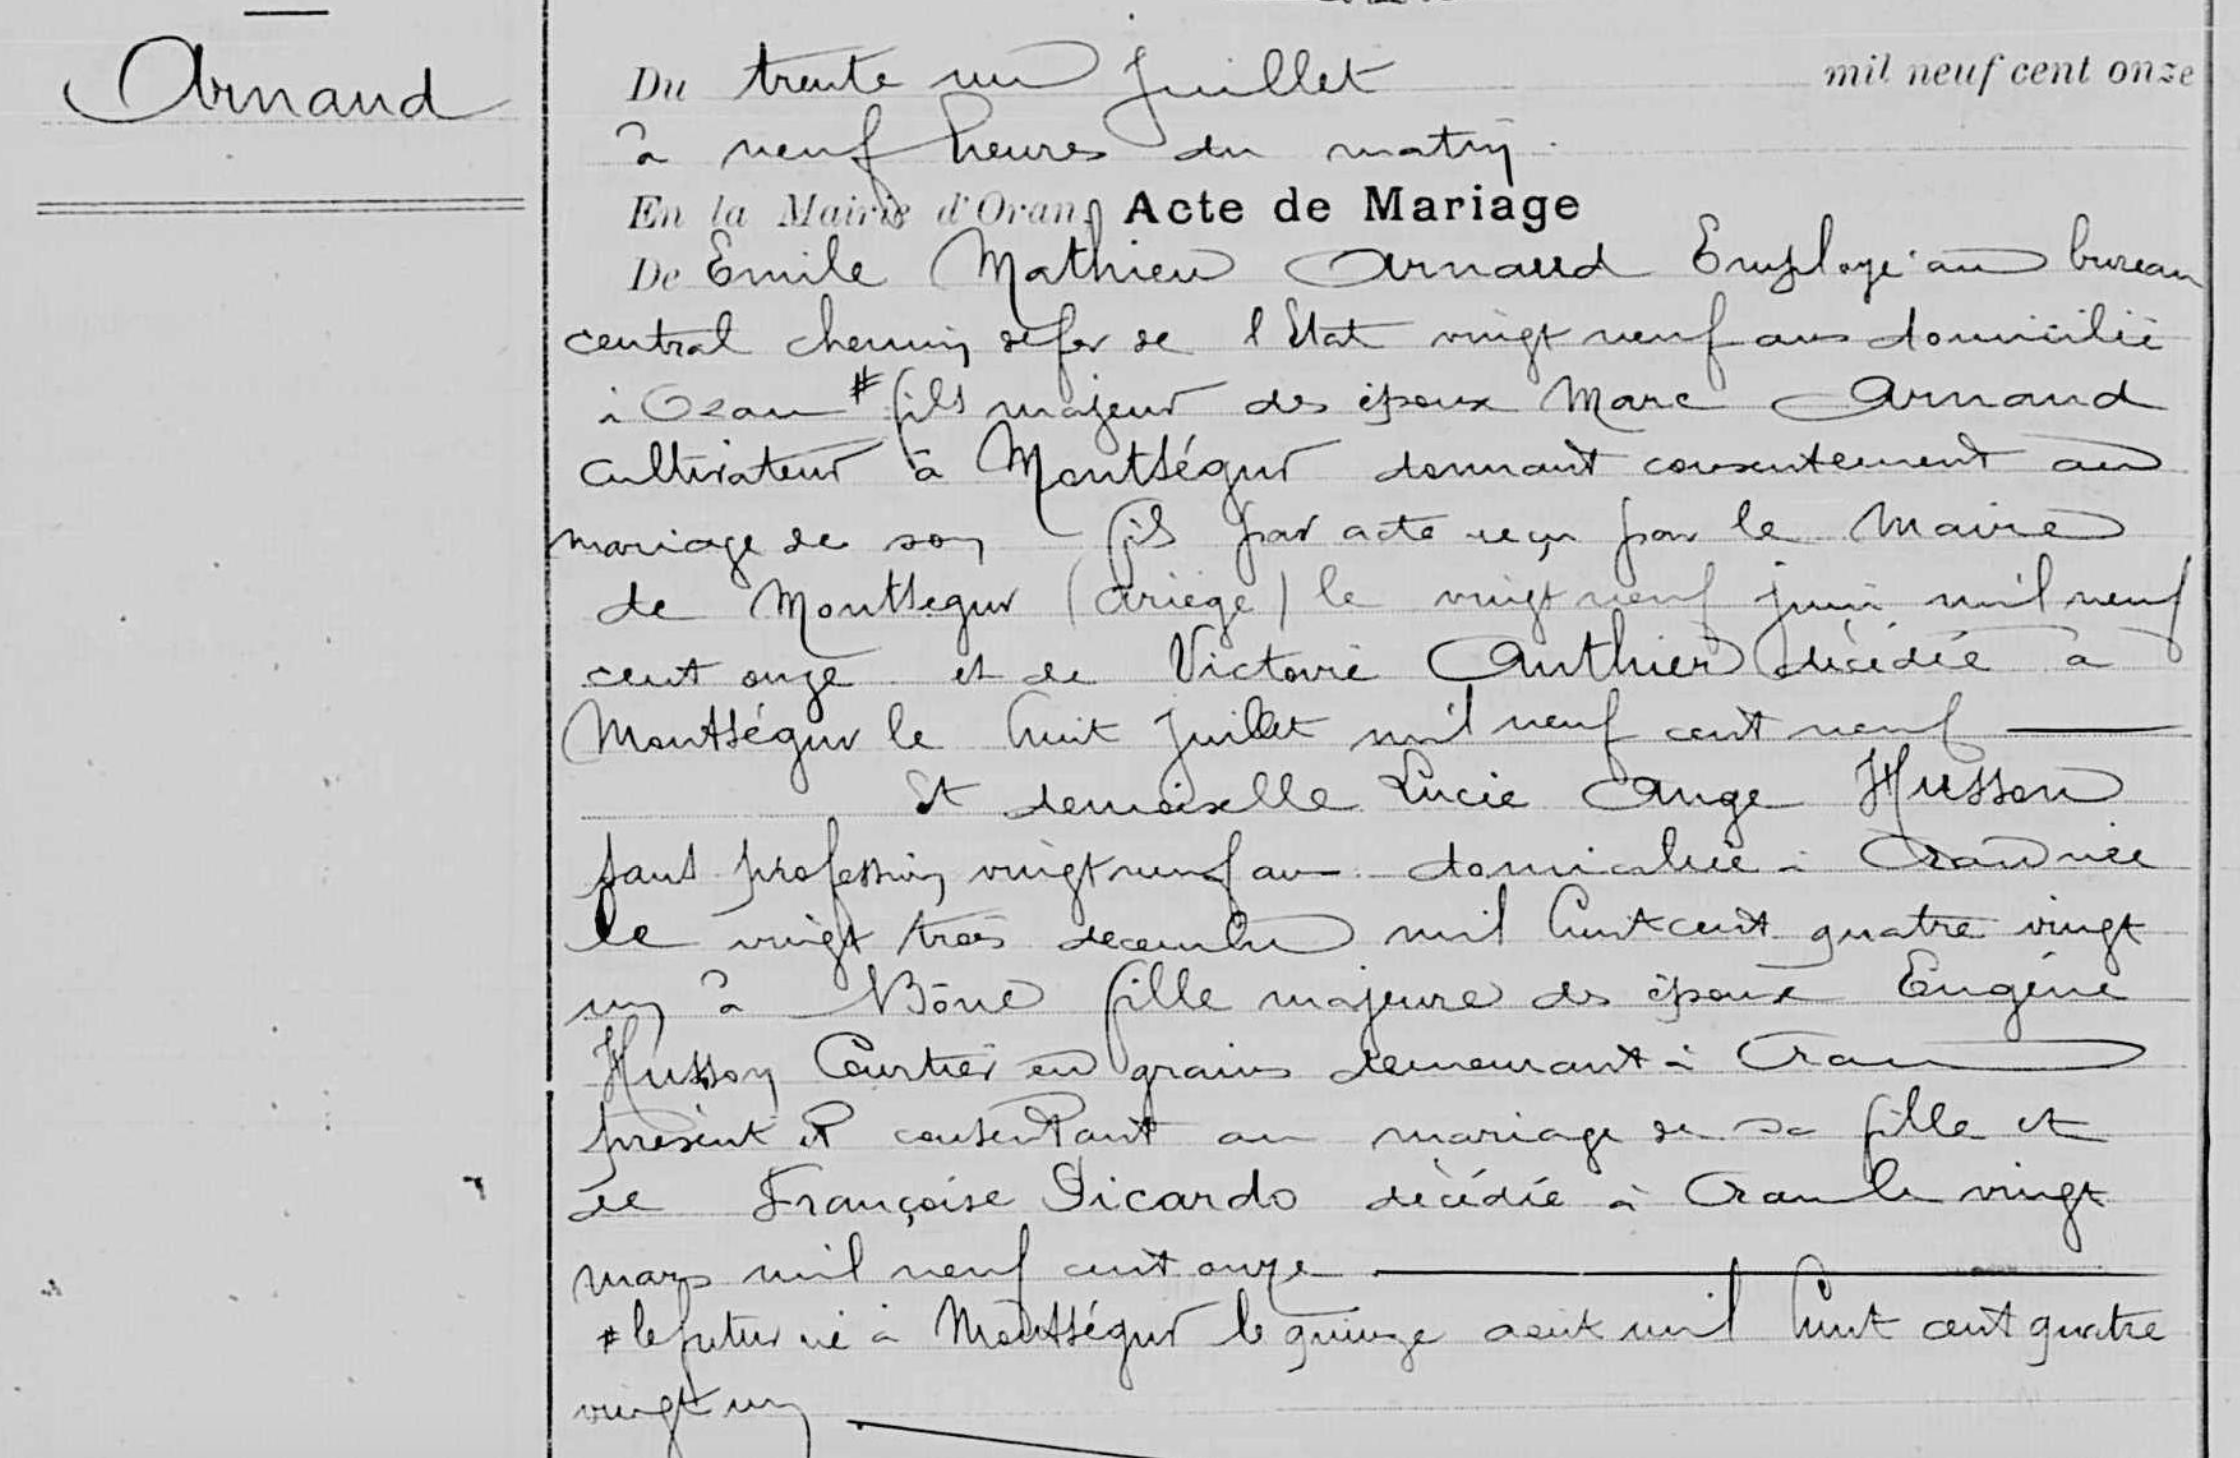 Arnaud
Du trente un Juillet mil neuf cent onze
à neuf heures du matin
En la Mairie d'Oran, Acte de Mariage
De Emile Mathieu Arnaud Employé au bureau
central chemin de fer de l'Etat vingt neuf ans domicilié
à Oran # fils majeur des époux Marc Arnaud
cultivateur à Montségur donnant consentement au
mariage de son fils par acte reçu par le Maire
de Montsegur (Ariège) le vingt neuf juin mil neuf
cent onze et de Victoire Authier décédée à
Montségur le huit juillet mil neuf cent neuf
Et demoiselle Lucie Ange Husson
sans profession vingt neuf ans domiciliée à Oran née
le vingt trois decembre mil huit cent quatre vingt
un à Bône fille majeure des époux Eugène
Husson Courtier en grains demeurant à Oran
présent et consentant au mariage de sa fille et
de Françoise Picardo décédée à Oran le vingt
mars mil neuf cent onze
# le futur né à Montségur le quinze août mil huit cent quatre
vingt un